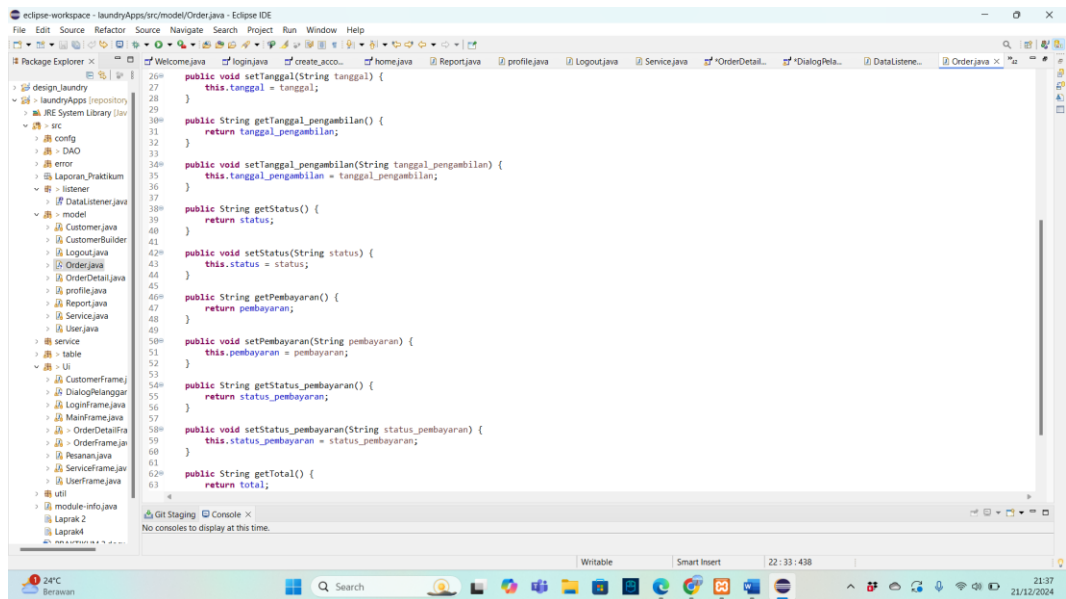 eclipse-workspace - laundryApps/src/model/Order.java - Eclipse IDE
File Edit Source Refactor Source Navigate Search Project Run Window Help
Package Explorer
Welcome.java login.java create_acco... home.java Report.java profile.java Logout.java Service.java *OrderDetail... *DialogPela... DataListene... Order.java
design_laundry
> laundryApps [repository
JRE System Library [Jav
> src
confg
> DAO
error
Laporan_Praktikum
> listener
DataListener.java
> model
Customer.java
CustomerBuilder
Logout.java
Order.java
OrderDetail.java
profile.java
Report.java
Service.java
User.java
service
> table
> Ui
CustomerFrame.j
DialogPelanggar
LoginFrame.java
MainFrame.java
> OrderDetailFra
> OrderFrame.jav
Pesanan.java
ServiceFrame.jav
UserFrame.java
util
module-info.java
Laprak 2
Laprak4
26 public void setTanggal(String tanggal) {
27 this.tanggal = tanggal;
28 }
29
30 public String getTanggal_pengambilan() {
31 return tanggal_pengambilan;
32 }
33
34 public void setTanggal_pengambilan(String tanggal_pengambilan) {
35 this.tanggal_pengambilan = tanggal_pengambilan;
36 }
37
38 public String getStatus() {
39 return status;
40 }
41
42 public void setStatus(String status) {
43 this.status = status;
44 }
45
46 public String getPembayaran() {
47 return pembayaran;
48 }
49
50 public void setPembayaran(String pembayaran) {
51 this.pembayaran = pembayaran;
52 }
53
54 public String getStatus_pembayaran() {
55 return status_pembayaran;
56 }
57
58 public void setStatus_pembayaran(String status_pembayaran) {
59 this.status_pembayaran = status_pembayaran;
60 }
61
62 public String getTotal() {
63 return total;
Git Staging Console
No consoles to display at this time.
Writable Smart Insert 22 : 33 : 438
1
24°C
Berawan
Search
21:37
21/12/2024